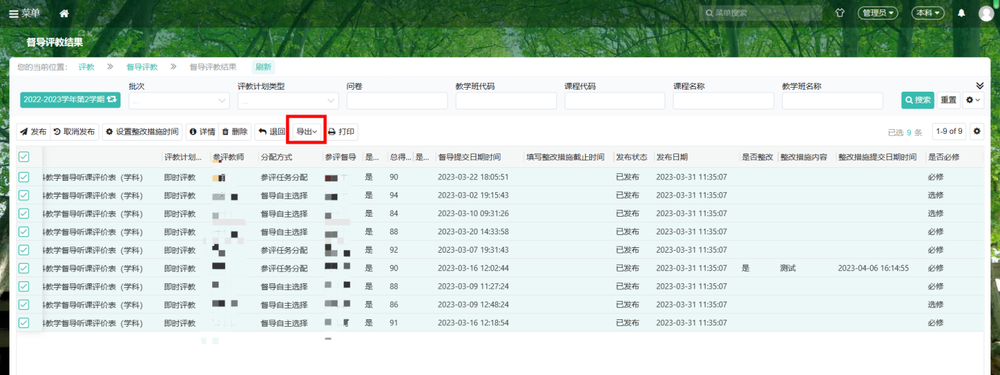 菜单
菜单搜索
管理员
本科
督导评教结果
您的当前位置： 评教 督导评教 督导评教结果 刷新
批次 评教计划类型 问卷 教学班代码 课程代码 课程名称 教学班名称
2022-2023学年第2学期 ... ... 搜索 重置
发布 取消发布 设置整改措施时间 详情 删除 退回 导出 打印 已选 9 条 1-9 of 9
评教计划... 参评教师 分配方式 参评督导 是... 总得... 是... 督导提交日期时间 填写整改措施截止时间 发布状态 发布日期 是否整改 整改措施内容 整改措施提交日期时间 是否必修
教学督导听课评价表（学科） 即时评教 参评任务分配 是 90 2023-03-22 18:05:51 已发布 2023-03-31 11:35:07 必修
教学督导听课评价表（学科） 即时评教 督导自主选择 是 94 2023-03-02 19:15:43 已发布 2023-03-31 11:35:07 选修
教学督导听课评价表（学科） 即时评教 督导自主选择 是 84 2023-03-10 09:31:26 已发布 2023-03-31 11:35:07 选修
教学督导听课评价表（学科） 即时评教 督导自主选择 是 88 2023-03-20 14:33:58 已发布 2023-03-31 11:35:07 必修
教学督导听课评价表（学科） 即时评教 参评任务分配 是 92 2023-03-07 19:31:43 已发布 2023-03-31 11:35:07 必修
教学督导听课评价表（学科） 即时评教 参评任务分配 是 90 2023-03-16 12:02:44 已发布 2023-03-31 11:35:07 是 测试 2023-04-06 16:14:55 必修
教学督导听课评价表（学科） 即时评教 督导自主选择 是 88 2023-03-09 11:27:24 已发布 2023-03-31 11:35:07 必修
教学督导听课评价表（学科） 即时评教 督导自主选择 是 86 2023-03-09 12:48:24 已发布 2023-03-31 11:35:07 选修
教学督导听课评价表（学科） 即时评教 督导自主选择 是 91 2023-03-16 12:18:54 已发布 2023-03-31 11:35:07 必修